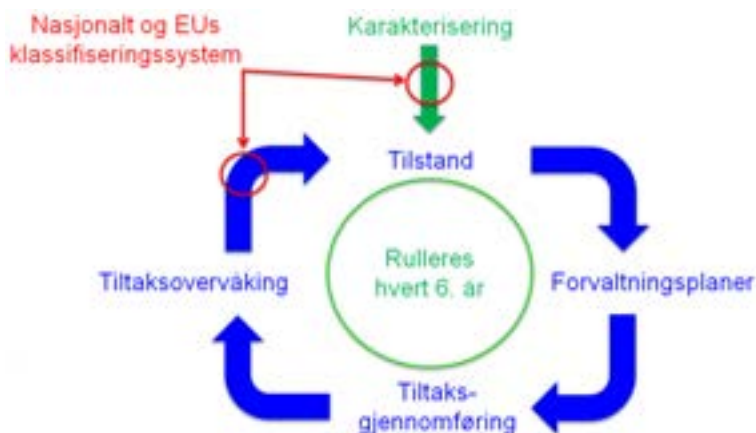 Nasjonalt og EUs
klassifiseringssystem
Karakterisering
Tilstand
Rulleres
hvert 6. år
Tiltaksovervåking
Forvaltningsplaner
Tiltaks-
gjennomføring